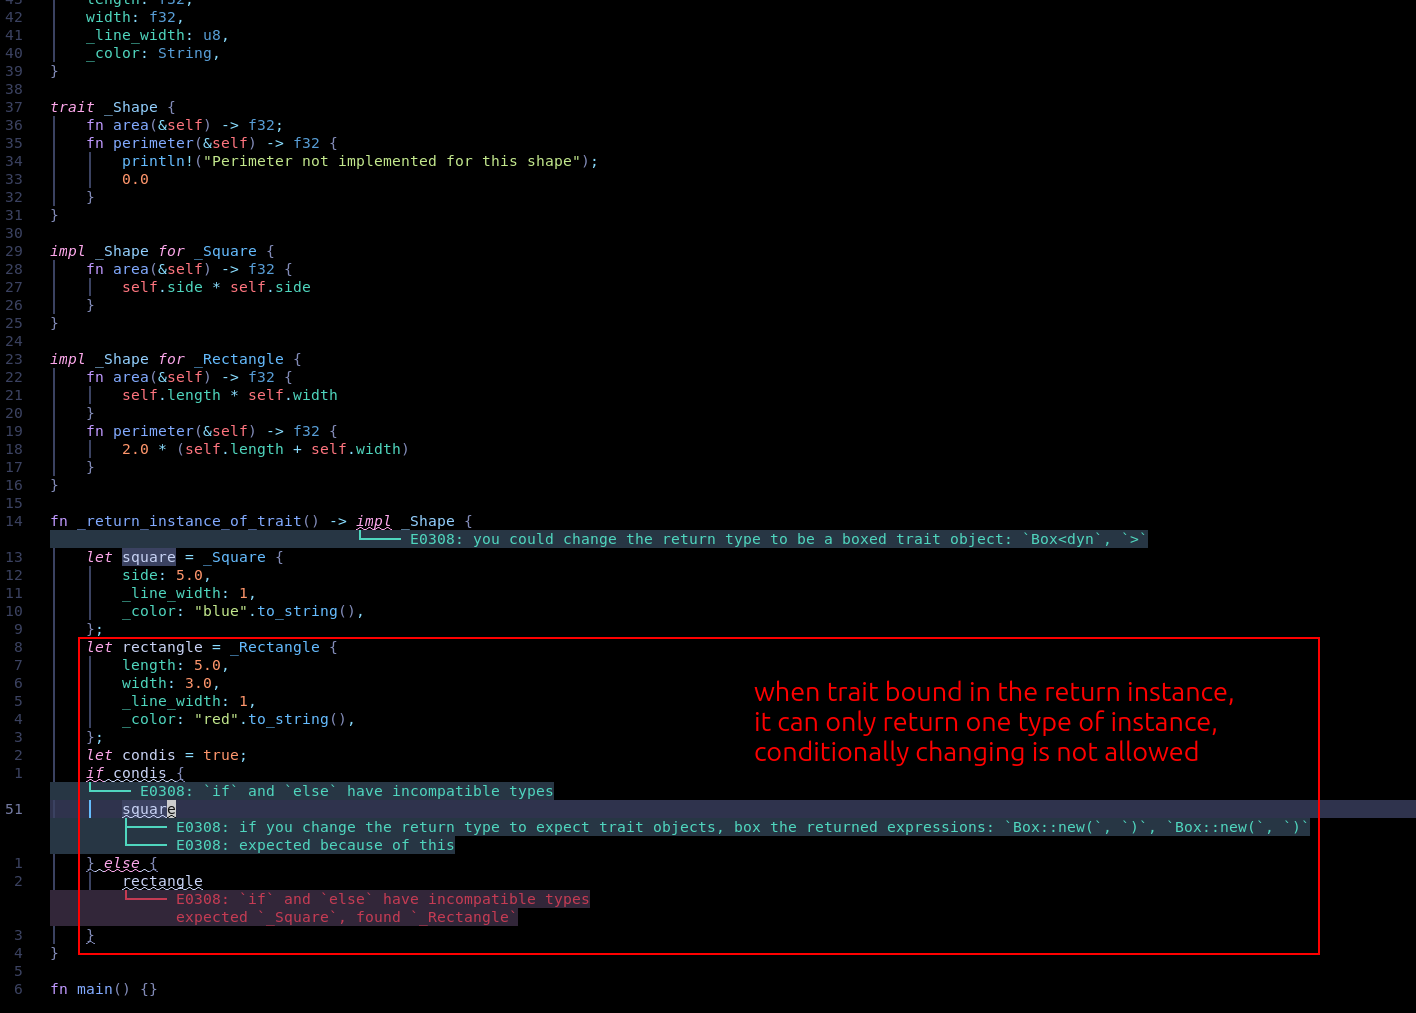 43 length: f32,
42 width: f32,
41 _line_width: u8,
40 _color: String,
39 }
38
37 trait _Shape {
36 fn area(&self) -> f32;
35 fn perimeter(&self) -> f32 {
34 println!("Perimeter not implemented for this shape");
33 0.0
32 }
31 }
30
29 impl _Shape for _Square {
28 fn area(&self) -> f32 {
27 self.side * self.side
26 }
25 }
24
23 impl _Shape for _Rectangle {
22 fn area(&self) -> f32 {
21 self.length * self.width
20 }
19 fn perimeter(&self) -> f32 {
18 2.0 * (self.length + self.width)
17 }
16 }
15
14 fn _return_instance_of_trait() -> impl _Shape {
E0308: you could change the return type to be a boxed trait object: `Box<dyn`, `>`
13 let square = _Square {
12 side: 5.0,
11 _line_width: 1,
10 _color: "blue".to_string(),
9 };
8 let rectangle = _Rectangle {
7 length: 5.0,
6 width: 3.0,
5 _line_width: 1,
4 _color: "red".to_string(),
3 };
2 let condis = true;
1 if condis {
E0308: `if` and `else` have incompatible types
51 square
E0308: if you change the return type to expect trait objects, box the returned expressions: `Box::new(`, `)`, `Box::new(`, `)`
E0308: expected because of this
1 } else {
2 rectangle
E0308: `if` and `else` have incompatible types
expected `_Square`, found `_Rectangle`
3 }
4 }
5
6 fn main() {}
when trait bound in the return instance,
it can only return one type of instance,
conditionally changing is not allowed